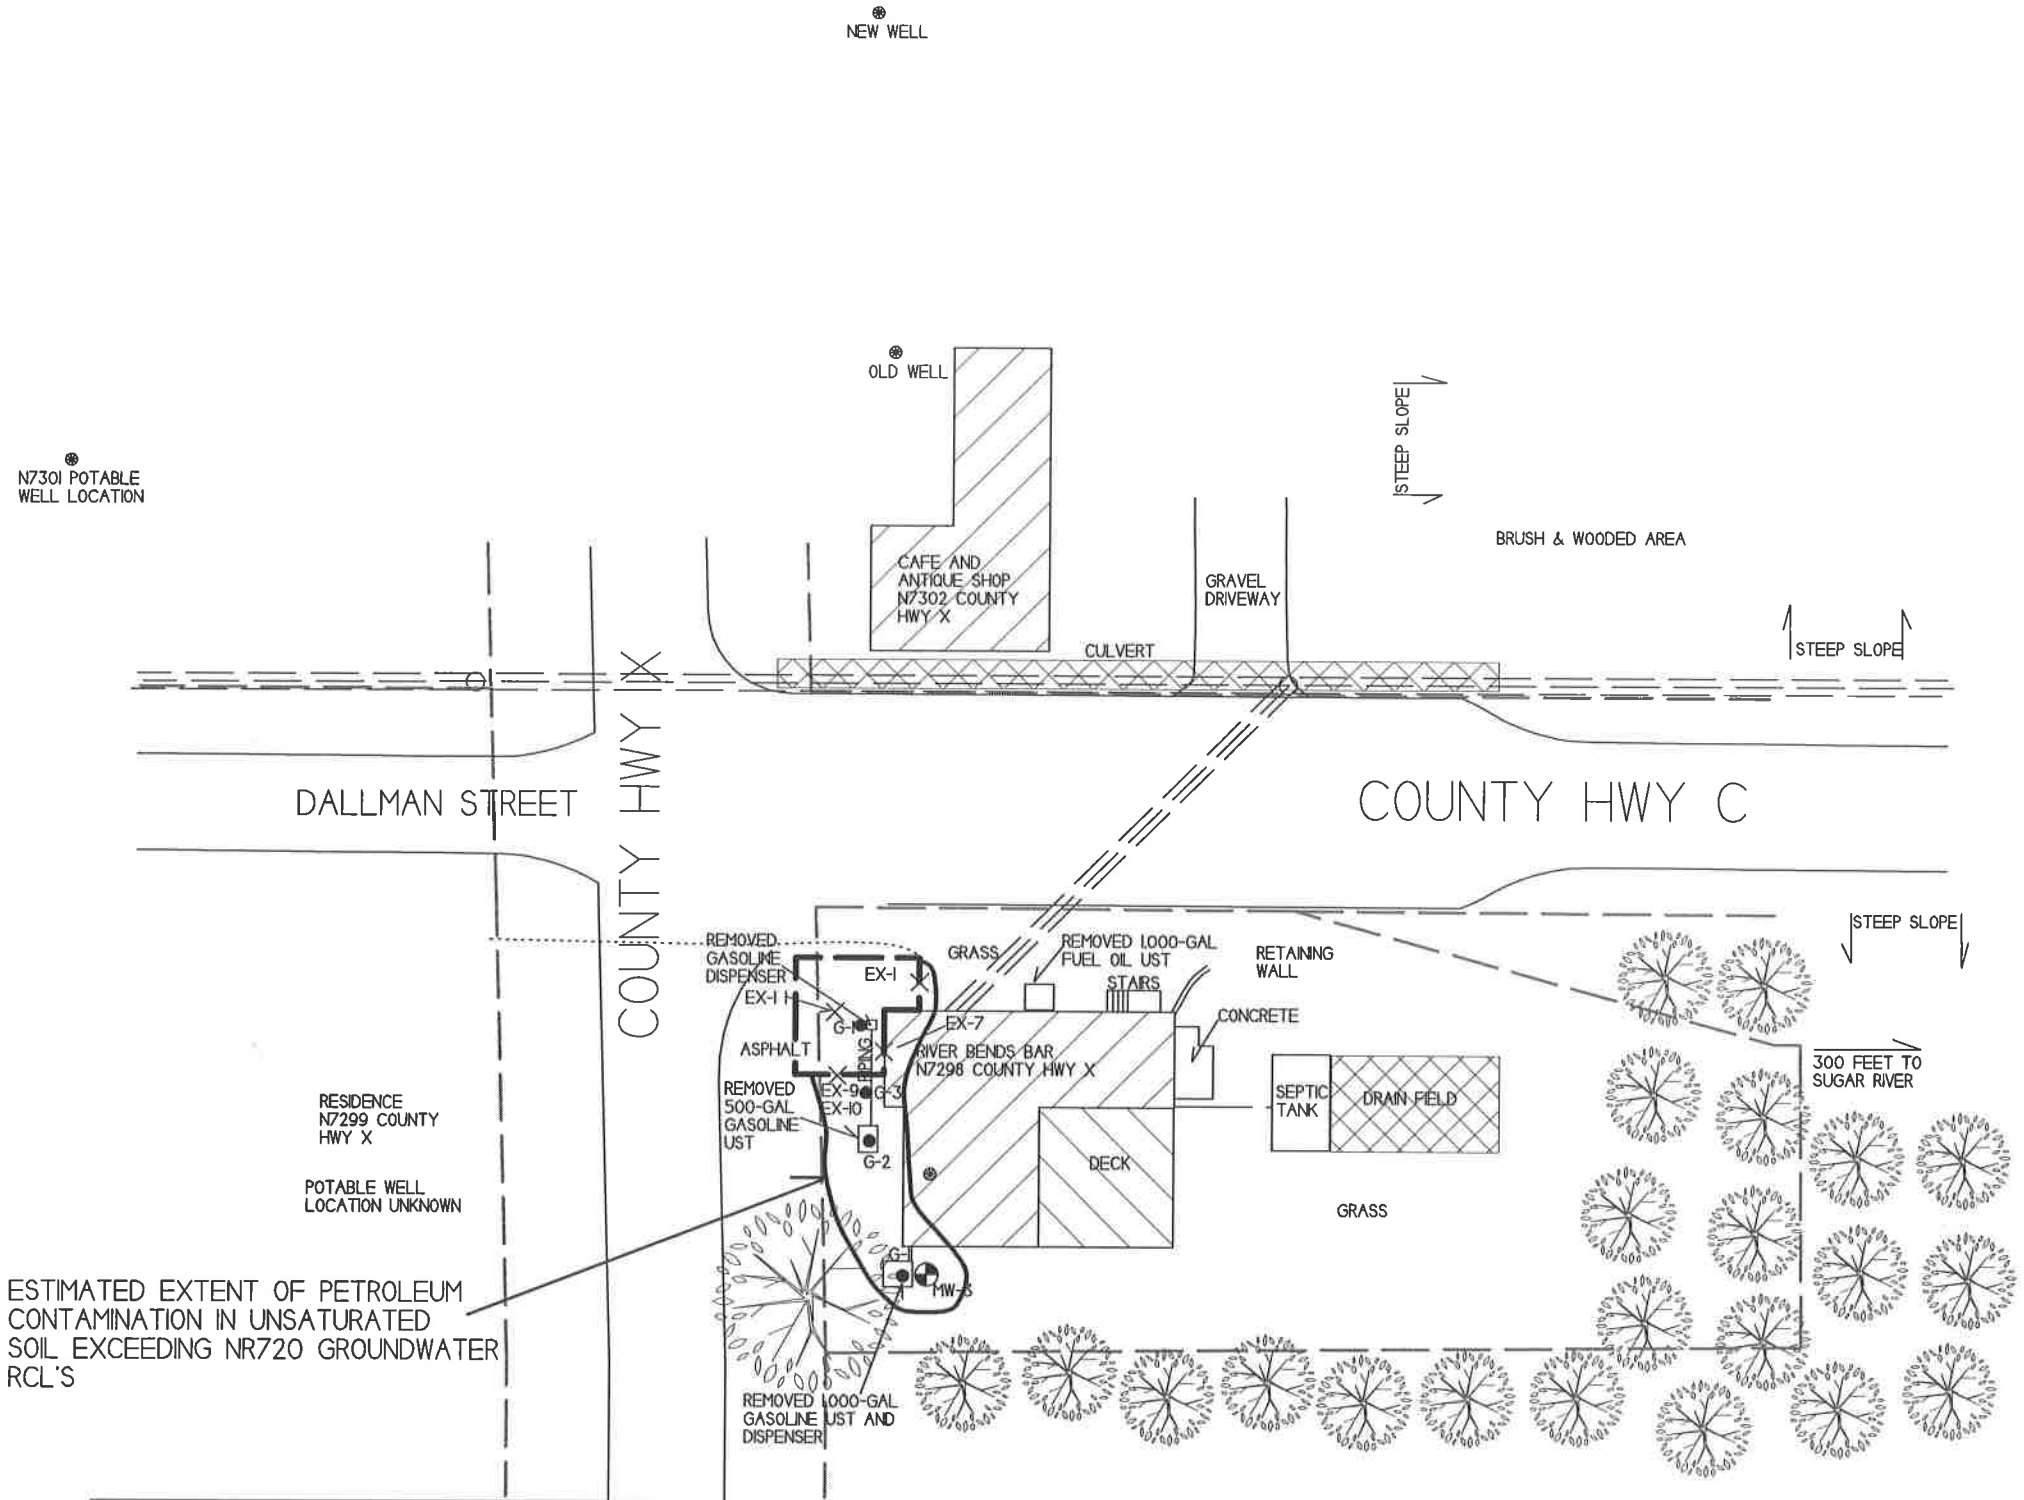 NEW WELL
OLD WELL
N7301 POTABLE
WELL LOCATION
STEEP SLOPE
BRUSH & WOODED AREA
CAFE AND
ANTIQUE SHOP
N7302 COUNTY
HWY X
GRAVEL
DRIVEWAY
CULVERT
STEEP SLOPE
DALLMAN STREET
COUNTY HWY X
COUNTY HWY C
REMOVED
GASOLINE
DISPENSER
EX-1
GRASS
REMOVED 1,000-GAL
FUEL OIL UST
STAIRS
RETAINING
WALL
STEEP SLOPE
EX-11
G-1
EX-7
CONCRETE
ASPHALT
PIPING
RIVER BENDS BAR
N7298 COUNTY HWY X
300 FEET TO
SUGAR RIVER
REMOVED
500-GAL
GASOLINE
UST
EX-9
EX-10
G-3
SEPTIC
TANK
DRAIN FIELD
RESIDENCE
N7299 COUNTY
HWY X
G-2
DECK
POTABLE WELL
LOCATION UNKNOWN
GRASS
MW-3
ESTIMATED EXTENT OF PETROLEUM
CONTAMINATION IN UNSATURATED
SOIL EXCEEDING NR720 GROUNDWATER
RCL'S
REMOVED 1,000-GAL
GASOLINE UST AND
DISPENSER